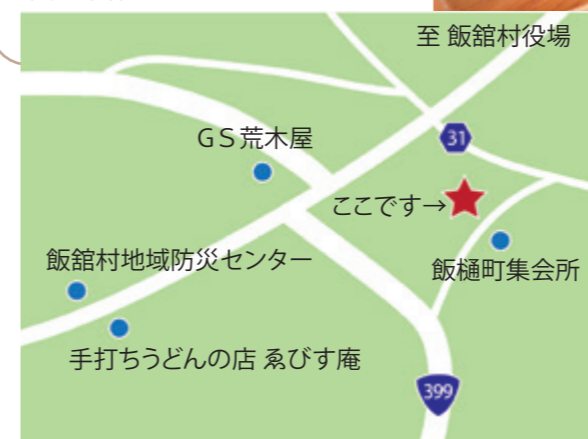 至 飯舘村役場
31
GS荒木屋
ここです→
飯樋町集会所
飯舘村地域防災センター
手打ちうどんの店 ゑびす庵
399